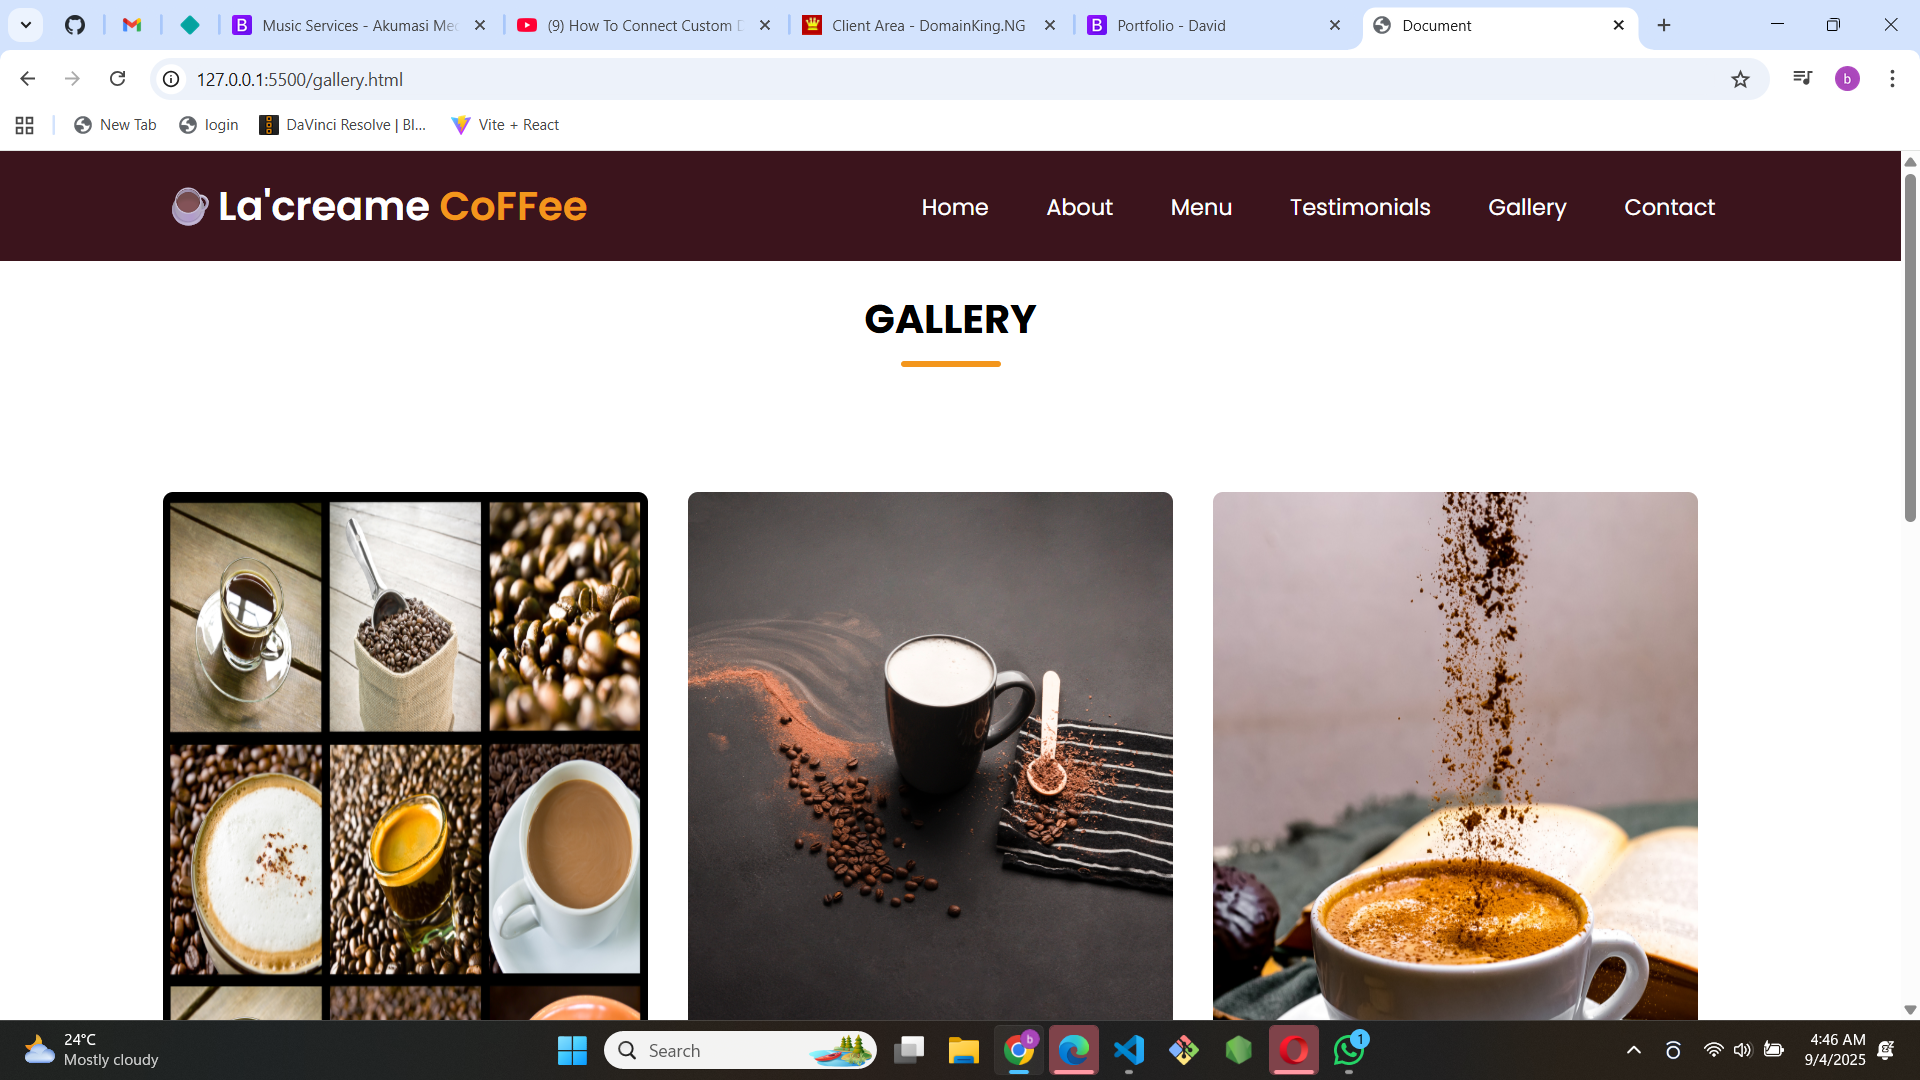 Music Services - Akumasi Mec
(9) How To Connect Custom D
Client Area - DomainKing.NG
Portfolio - David
Document
127.0.0.1:5500/gallery.html
b
New Tab
login
DaVinci Resolve | Bl...
Vite + React
La'creame CoFFee
Home
About
Menu
Testimonials
Gallery
Contact
GALLERY
24°C
Mostly cloudy
Search
b
1
4:46 AM
9/4/2025